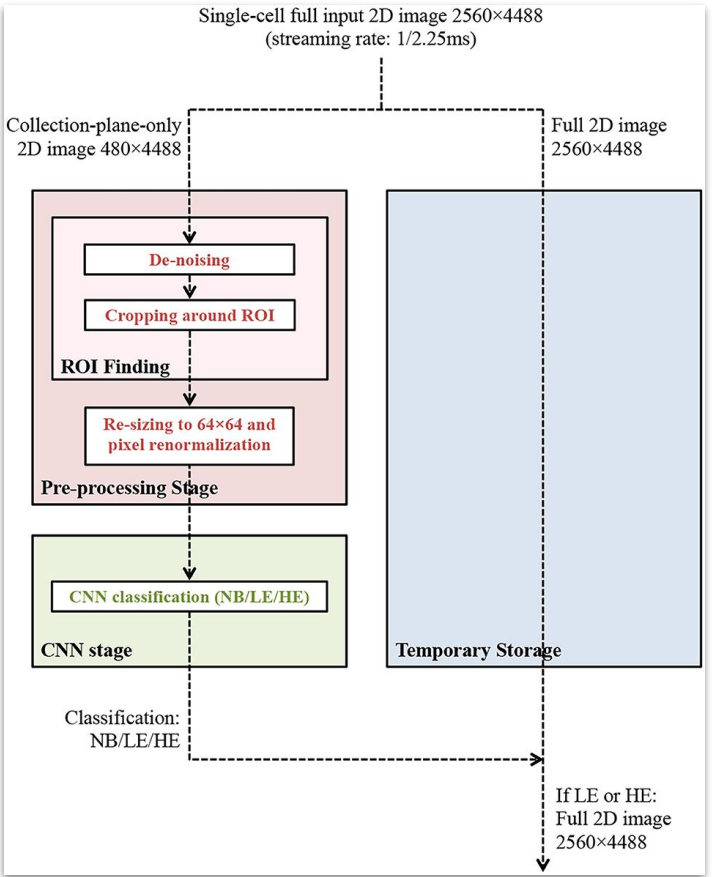 Single-cell full input 2D image 2560×4488
(streaming rate: 1/2.25ms)
Collection-plane-only
2D image 480×4488
Full 2D image
2560×4488
De-noising
Cropping around ROI
ROI Finding
Re-sizing to 64×64 and
pixel renormalization
Pre-processing Stage
CNN classification (NB/LE/HE)
CNN stage
Temporary Storage
Classification:
NB/LE/HE
If LE or HE:
Full 2D image
2560×4488